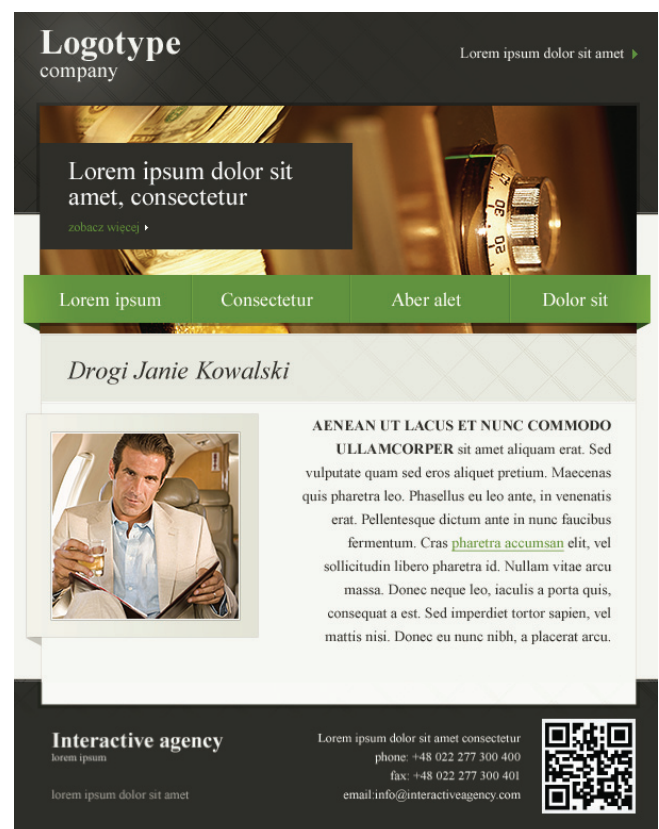 Logotype
company
Lorem ipsum dolor sit amet
Lorem ipsum dolor sit
amet, consectetur
zobacz więcej
30
20
Lorem ipsum
Consectetur
Aber alet
Dolor sit
Drogi Janie Kowalski
AENEAN UT LACUS ET NUNC COMMODO
ULLAMCORPER sit amet aliquam erat. Sed
vulputate quam sed eros aliquet pretium. Maecenas
quis pharetra leo. Phasellus eu leo ante, in venenatis
erat. Pellentesque dictum ante in nunc faucibus
fermentum. Cras pharetra accumsan elit, vel
sollicitudin libero pharetra id. Nullam vitae arcu
massa. Donec neque leo, iaculis a porta quis,
consequat a est. Sed imperdiet tortor sapien, vel
mattis nisi. Donec eu nunc nibh, a placerat arcu.
Interactive agency
lorem ipsum
lorem ipsum dolor sit amet
Lorem ipsum dolor sit amet consectetur
phone: +48 022 277 300 400
fax: +48 022 277 300 401
email:info@interactiveagency.com